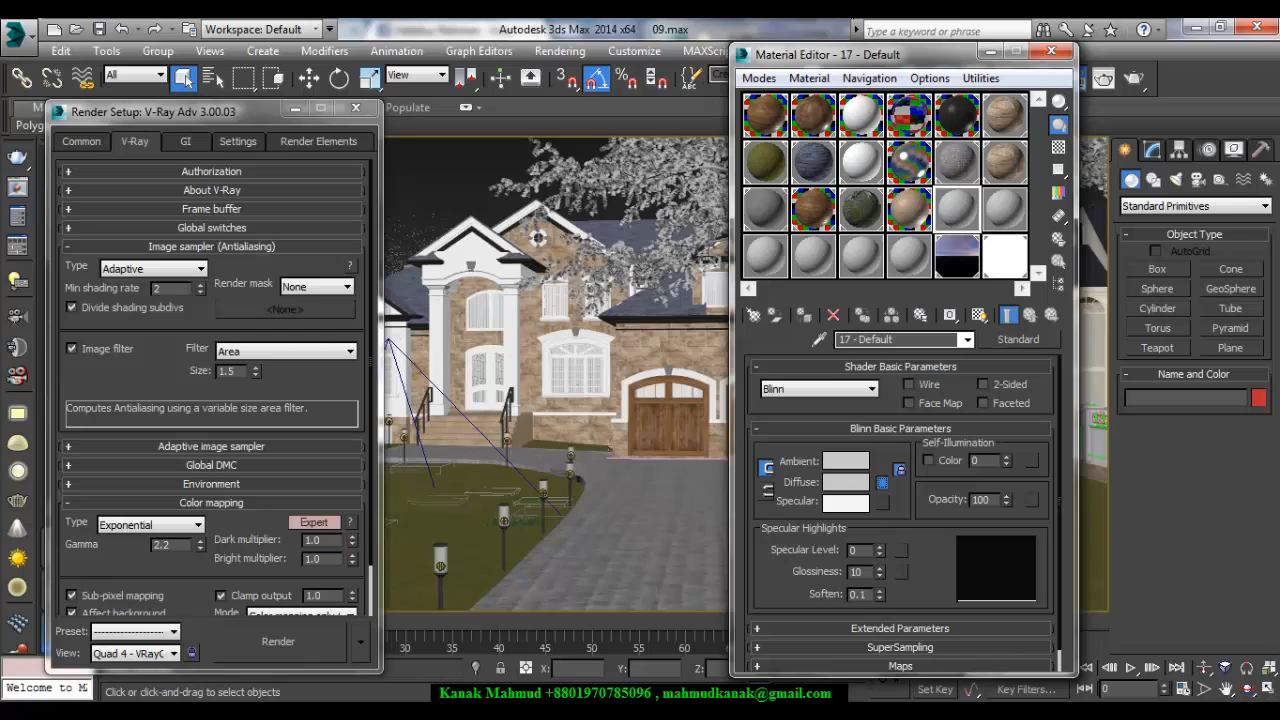 Workspace: Default
Autodesk 3ds Max 2014 x64 09.max
Type a keyword or phrase
File Edit Tools Group Views Create Modifiers Animation Graph Editors Rendering Customize MAXScri
All
View
ABC
Populate
Polyg
Render Setup: V-Ray Adv 3.00.03
Common V-Ray GI Settings Render Elements
+ Authorization
+ About V-Ray
+ Frame buffer
+ Global switches
- Image sampler (Antialiasing)
Type Adaptive ?
Min shading rate 2 Render mask None
Divide shading subdivs <None>
Image filter Filter Area
Size: 1.5
Computes Antialiasing using a variable size area filter.
+ Adaptive image sampler
+ Global DMC
+ Environment
- Color mapping
Type Exponential Expert ?
Gamma 2.2 Dark multiplier: 1.0
Bright multiplier: 1.0
Sub-pixel mapping Clamp output 1.0
Affect background Mode
Preset: Render
View: Quad 4 - VRayC
Material Editor - 17 - Default
Modes Material Navigation Options Utilities
17 - Default Standard
- Shader Basic Parameters
Blinn Wire 2-Sided
Face Map Faceted
- Blinn Basic Parameters
Self-Illumination
Ambient: Color 0
Diffuse:
Specular: Opacity: 100
Specular Highlights
Specular Level: 0
Glossiness: 10
Soften: 0.1
+ Extended Parameters
+ SuperSampling
+ Maps
Standard Primitives
- Object Type
AutoGrid
Box Cone
Sphere GeoSphere
Cylinder Tube
Torus Pyramid
Teapot Plane
- Name and Color
30 35 40 45 50 55 60 65 70
X: Y: Z:
Welcome to M
Click or click-and-drag to select objects
Set Key Key Filters... 0
Kanak Mahmud +8801970785096 , mahmudkanak@gmail.com